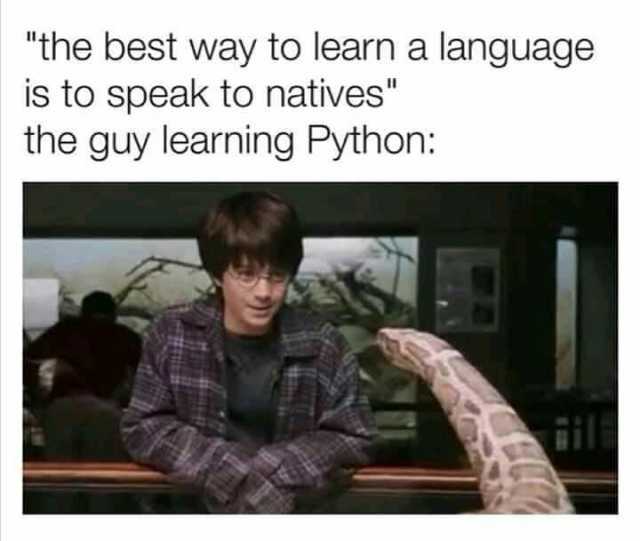 "the best way to learn a language
is to speak to natives"
the guy learning Python: